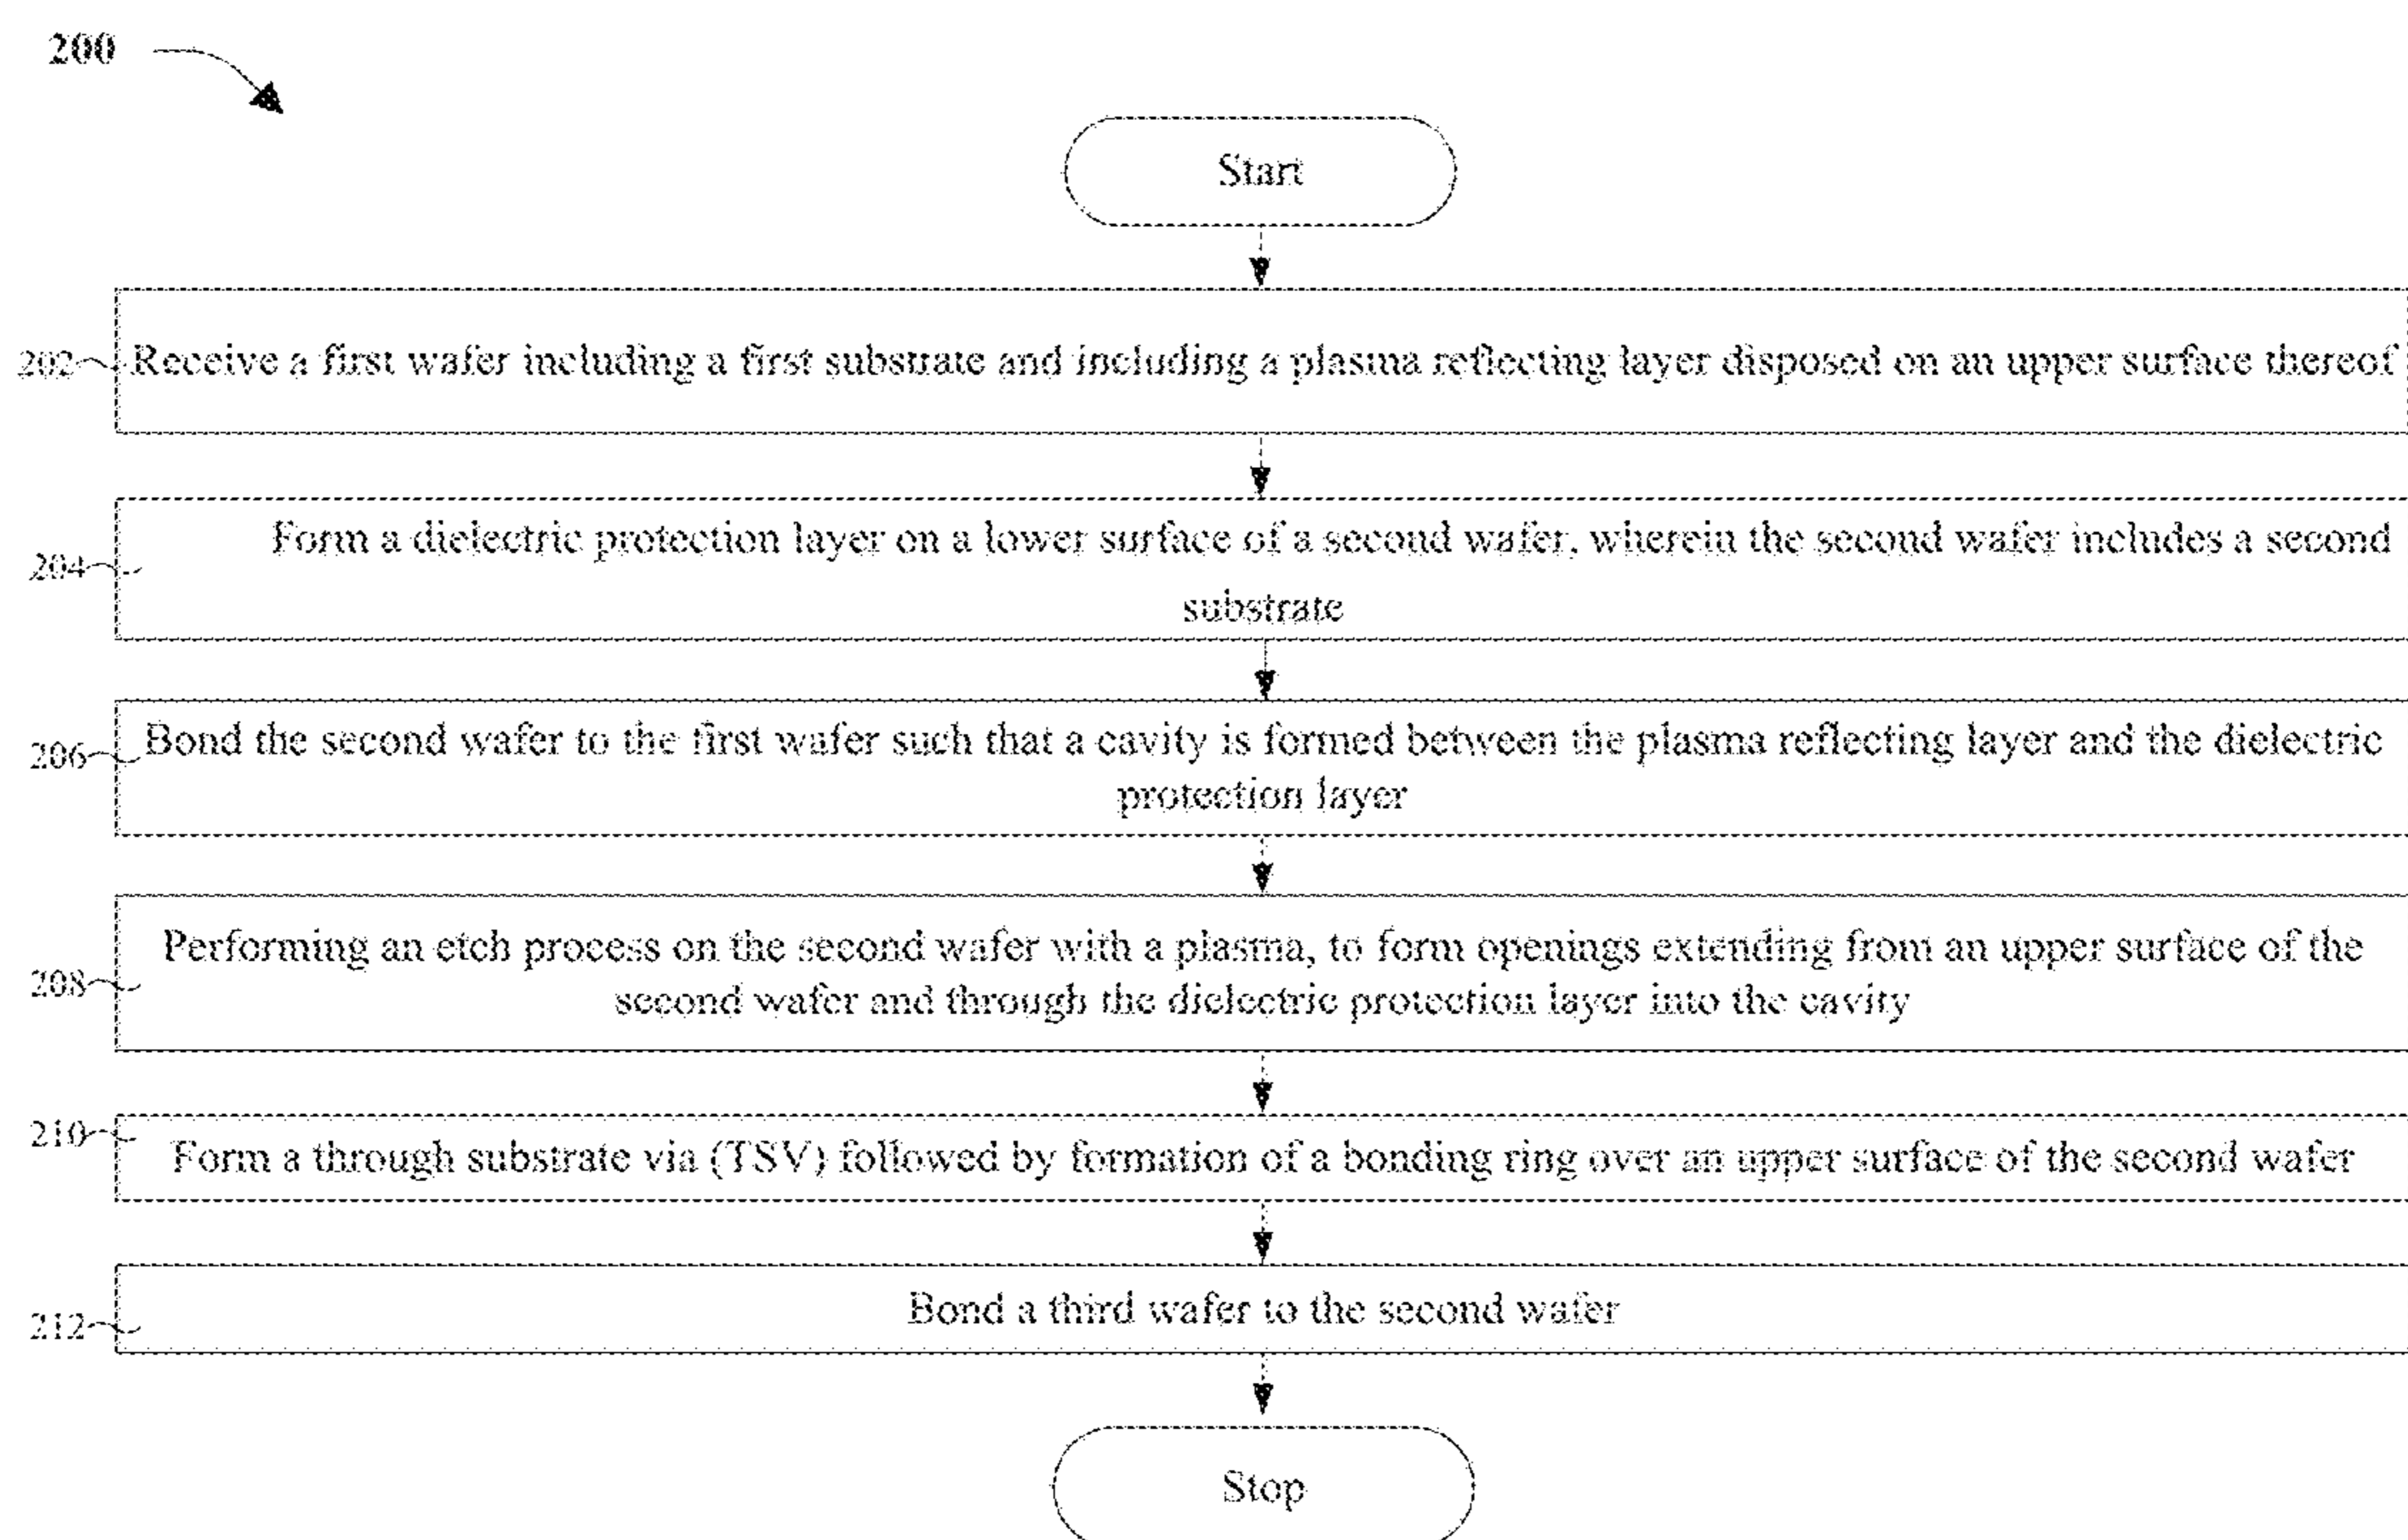 200
Start
202 Receive a first wafer including a first substrate and including a plasma reflecting layer disposed on an upper surface thereof
204 Form a dielectric protection layer on a lower surface of a second wafer, wherein the second wafer includes a second
substrate
206 Bond the second wafer to the first wafer such that a cavity is formed between the plasma reflecting layer and the dielectric
protection layer
208 Performing an etch process on the second wafer with a plasma, to form openings extending from an upper surface of the
second wafer and through the dielectric protection layer into the cavity
210 Form a through substrate via (TSV) followed by formation of a bonding ring over an upper surface of the second wafer
212 Bond a third wafer to the second wafer
Stop